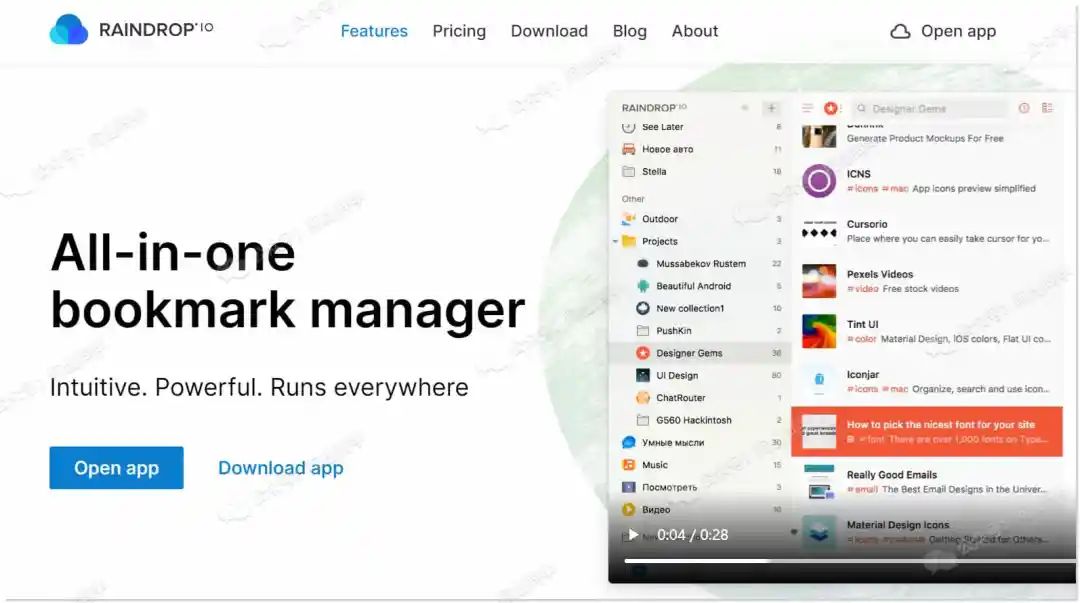 RAINDROP.IO
Features
Pricing
Download
Blog
About
Open app
All-in-one
bookmark manager
Intuitive. Powerful. Runs everywhere
Open app
Download app
RAINDROP.IO
+
Designer Gems
See Later 8
Новое авто 11
Stella 18
Other
Outdoor 3
Projects 3
Mussabekov Rustem 22
Beautiful Android 5
New collection1 10
PushKin 2
Designer Gems 36
UI Design 80
ChatRouter 1
G560 Hackintosh 2
Умные мысли 30
Music 15
Посмотреть 3
Видео 10
Generate Product Mockups For Free
ICNS
#icons #mac App icons preview simplified
Cursorio
Place where you can easily take cursor for yo...
Pexels Videos
#video Free stock videos
Tint UI
#color Material Design, iOS colors, Flat UI co...
Iconjar
#icons #mac Organize, search and use icon...
How to pick the nicest font for your site
#font There are over 1,000 fonts on Type...
Really Good Emails
#email The Best Email Designs in the Univer...
Material Design Icons
Getting Started for Others...
0:04 / 0:28